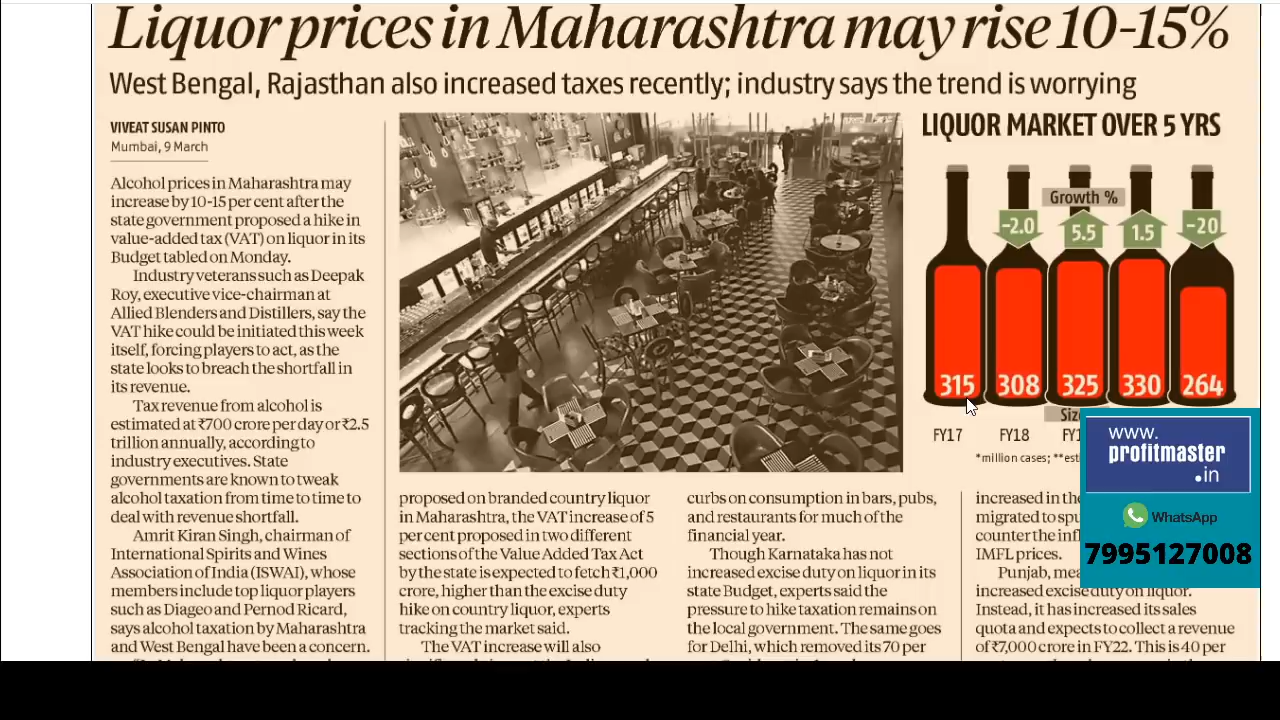 Liquor prices in Maharashtra may rise 10-15%
West Bengal, Rajasthan also increased taxes recently; industry says the trend is worrying
VIVEAT SUSAN PINTO
Mumbai, 9 March
Alcohol prices in Maharashtra may
increase by 10-15 per cent after the
state government proposed a hike in
value-added tax (VAT) on liquor in its
Budget tabled on Monday.
Industry veterans such as Deepak
Roy, executive vice-chairman at
Allied Blenders and Distillers, say the
VAT hike could be initiated this week
itself, forcing players to act, as the
state looks to breach the shortfall in
its revenue.
Tax revenue from alcohol is
estimated at ₹700 crore per day or ₹2.5
trillion annually, according to
industry executives. State
governments are known to tweak
alcohol taxation from time to time to
deal with revenue shortfall.
Amrit Kiran Singh, chairman of
International Spirits and Wines
Association of India (ISWAI), whose
members include top liquor players
such as Diageo and Pernod Ricard,
says alcohol taxation by Maharashtra
and West Bengal have been a concern.
proposed on branded country liquor
in Maharashtra, the VAT increase of 5
per cent proposed in two different
sections of the Value Added Tax Act
by the state is expected to fetch ₹1,000
crore, higher than the excise duty
hike on country liquor, experts
tracking the market said.
The VAT increase will also
curbs on consumption in bars, pubs,
and restaurants for much of the
financial year.
Though Karnataka has not
increased excise duty on liquor in its
state Budget, experts said the
pressure to hike taxation remains on
the local government. The same goes
for Delhi, which removed its 70 per
LIQUOR MARKET OVER 5 YRS
Growth %
-2.0 5.5 1.5 -20
315 308 325 330 264
FY17 FY18
*million cases;
increased in the
migrated to
counter the
IMFL prices.
Punjab,
increased excise duty on liquor.
Instead, it has increased its sales
quota and expects to collect a revenue
of ₹7,000 crore in FY22. This is 40 per
www.
profitmaster
.in
WhatsApp
7995127008